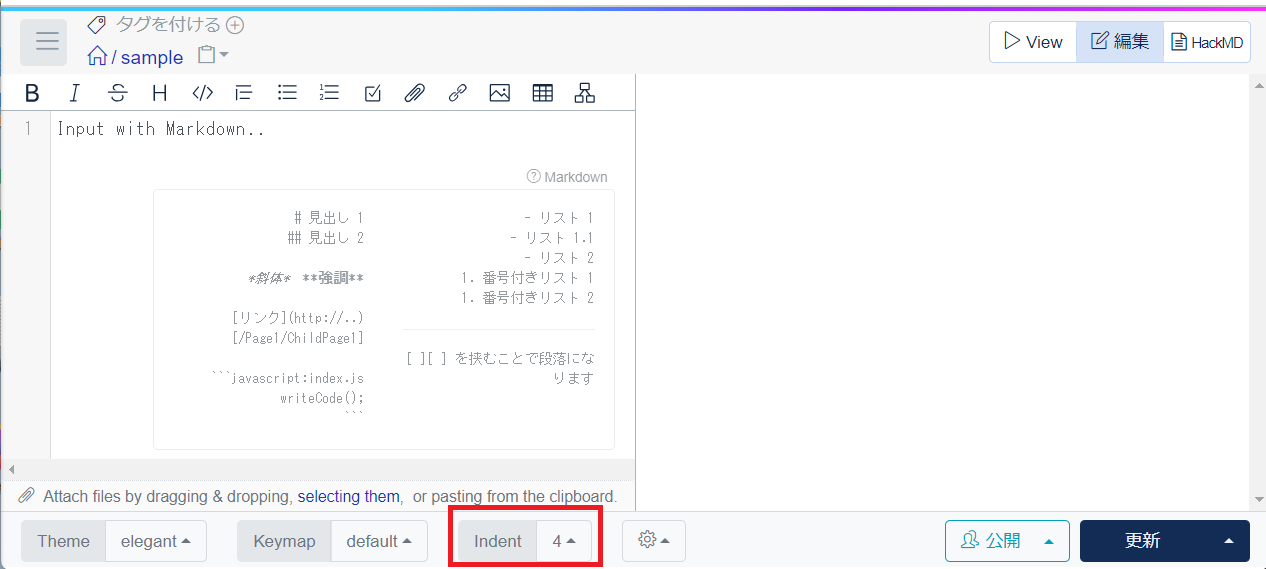 タグを付ける
/ sample
View
編集
HackMD
B I S H </>
1 Input with Markdown..
Markdown
# 見出し 1
## 見出し 2
*斜体* **強調**
[リンク](http://..)
[/Page1/ChildPage1]
```javascript:index.js
writeCode();
```
- リスト 1
- リスト 1.1
- リスト 2
1. 番号付きリスト 1
1. 番号付きリスト 2
[ ][ ] を挟むことで段落にな
ります
Attach files by dragging & dropping, selecting them, or pasting from the clipboard.
Theme elegant
Keymap default
Indent 4
公開
更新